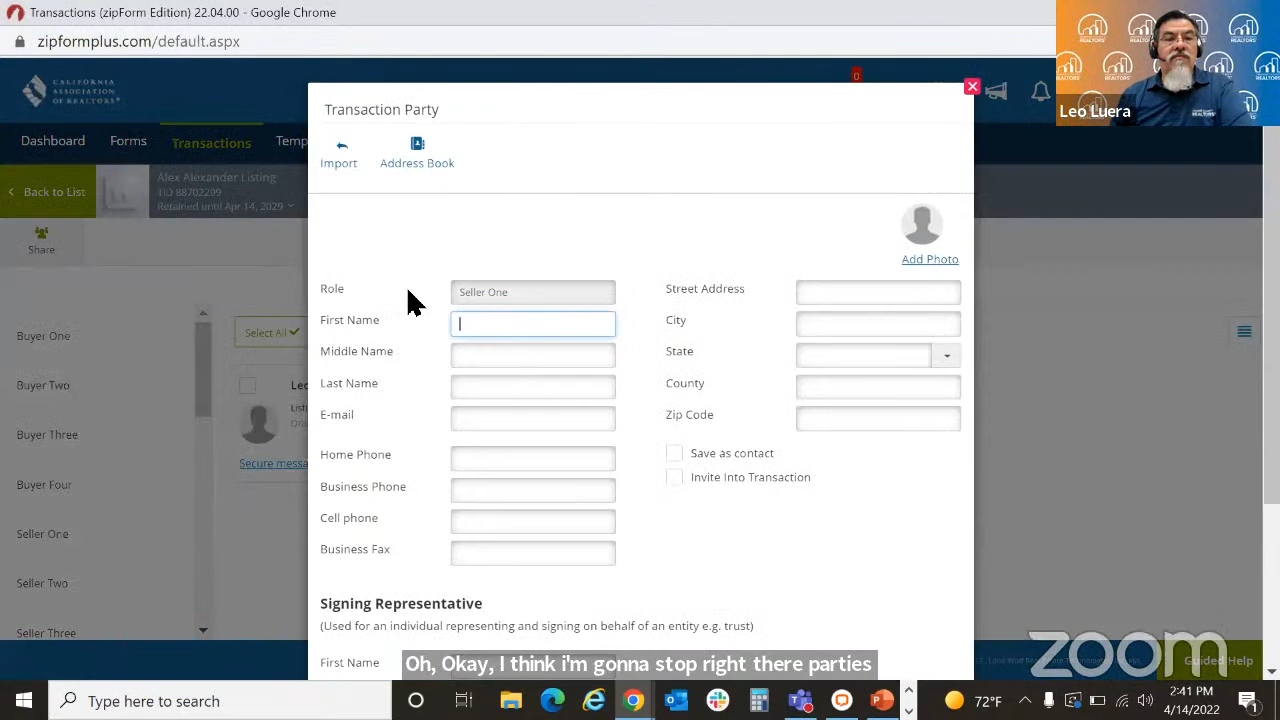 Transactions (22.04.00) - Google Chrome
zipformplus.com/default.aspx
CALIFORNIA
ASSOCIATION
OF REALTORS®
0
REALTORS®
Leo Luera
Dashboard
Forms
Transactions
Temp
Back to List
Alex Alexander Listing
TID 88702299
Retained until Apr 14, 2029
Share
Transaction Party
Import
Address Book
Add Photo
Role
Seller One
First Name
Middle Name
Last Name
E-mail
Home Phone
Business Phone
Cell phone
Business Fax
Street Address
City
State
County
Zip Code
Save as contact
Invite Into Transaction
Signing Representative
(Used for an individual representing and signing on behalf of an entity e.g. trust)
First Name
Select All
Leo
Listi
Secure messa
Buyer One
Buyer Two
Buyer Three
Buyer Four
Seller One
Seller Two
Seller Three
Oh, Okay, I think i'm gonna stop right there parties
zoom
Guided Help
Type here to search
72°F
2:41 PM
4/14/2022
1